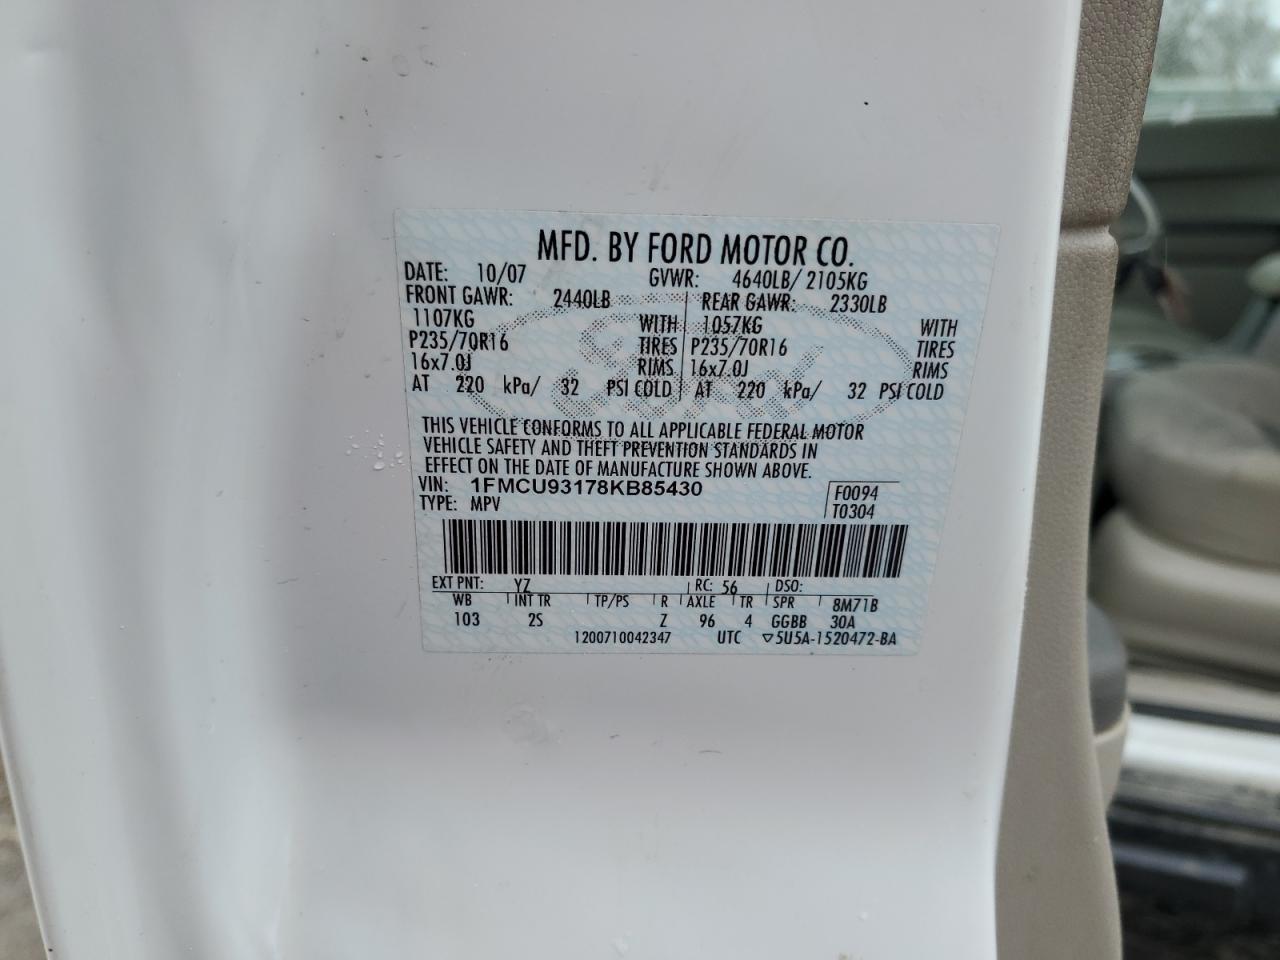 MFD. BY FORD MOTOR CO.
DATE: 10/07 GVWR: 4640LB/ 2105KG
FRONT GAWR: 2440LB REAR GAWR: 2330LB
1107KG WITH 1057KG WITH
P235/70R16 TIRES P235/70R16 TIRES
16x7.0J RIMS 16x7.0J RIMS
AT 220 kPa/ 32 PSI COLD AT 220 kPa/ 32 PSI COLD
THIS VEHICLE CONFORMS TO ALL APPLICABLE FEDERAL MOTOR
VEHICLE SAFETY AND THEFT PREVENTION STANDARDS IN
EFFECT ON THE DATE OF MANUFACTURE SHOWN ABOVE.
VIN: 1FMCU93178KB85430 F0094
TYPE: MPV T0304
EXT PNT: YZ RC: 56 DSO:
WB INT TR TP/PS R AXLE TR SPR 8M71B
103 2S Z 96 4 GGBB 30A
1200710042347 UTC ▽5U5A-1520472-BA
Ford